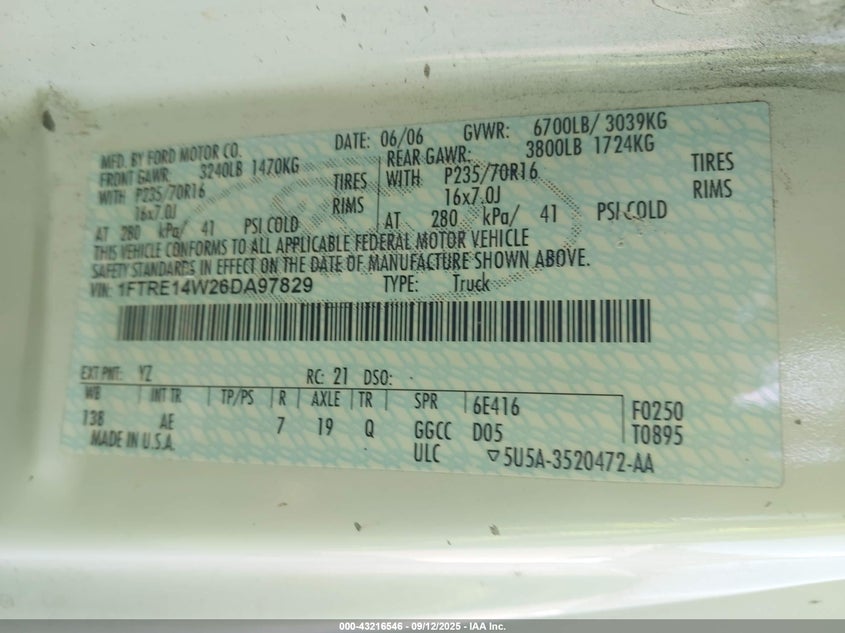 MFD. BY FORD MOTOR CO. DATE: 06/06 GVWR: 6700LB/ 3039KG
FRONT GAWR: 3240LB 1470KG REAR GAWR: 3800LB 1724KG
WITH P235/70R16 TIRES WITH P235/70R16 TIRES
16x7.0J RIMS 16x7.0J RIMS
AT 280 kPa/ 41 PSI COLD AT 280 kPa/ 41 PSI COLD
THIS VEHICLE CONFORMS TO ALL APPLICABLE FEDERAL MOTOR VEHICLE
SAFETY STANDARDS IN EFFECT ON THE DATE OF MANUFACTURE SHOWN ABOVE.
VIN: 1FTRE14W26DA97829 TYPE: Truck
EXT PNT: YZ RC: 21 DSO:
WB INT TR TP/PS R AXLE TR SPR 6E416 F0250
138 AE 7 19 Q GGCC D05 T0895
MADE IN U.S.A. ULC ▽5U5A-3520472-AA
000-43216546 - 09/12/2025 - IAA Inc.